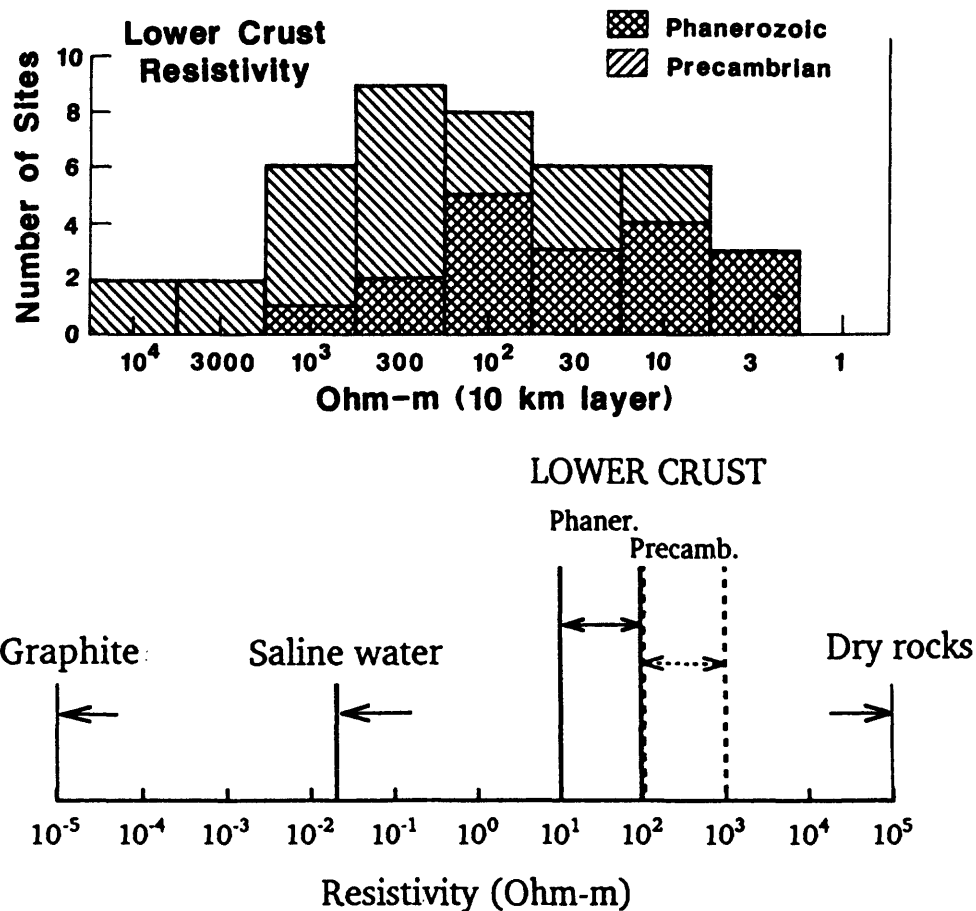 Lower Crust
Resistivity
Phanerozoic
Precambrian
Number of Sites
10
8
6
4
2
0
10⁴ 3000 10³ 300 10² 30 10 3 1
Ohm-m (10 km layer)
LOWER CRUST
Phaner.
Precamb.
Graphite Saline water Dry rocks
10⁻⁵ 10⁻⁴ 10⁻³ 10⁻² 10⁻¹ 10⁰ 10¹ 10² 10³ 10⁴ 10⁵
Resistivity (Ohm-m)